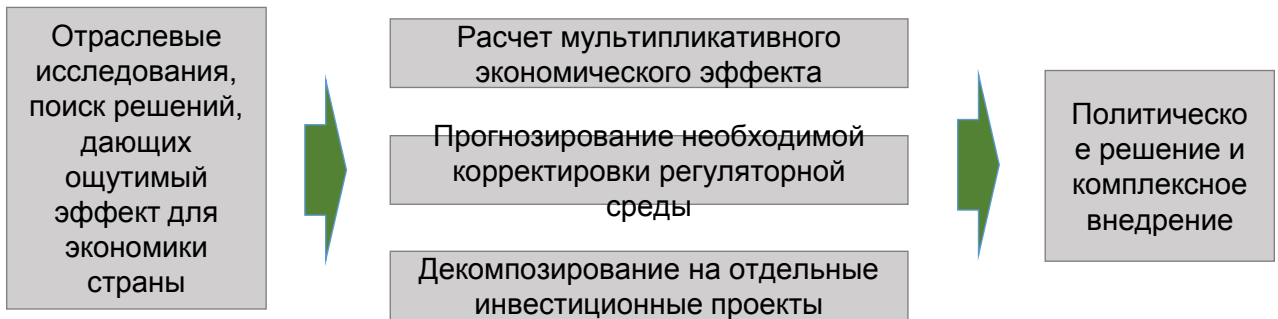 Отраслевые
исследования,
поиск решений,
дающих
ощутимый
эффект для
экономики
страны
Расчет мультипликативного
экономического эффекта
Прогнозирование необходимой
корректировки регуляторной
среды
Декомпозирование на отдельные
инвестиционные проекты
Политическо
е решение и
комплексное
внедрение